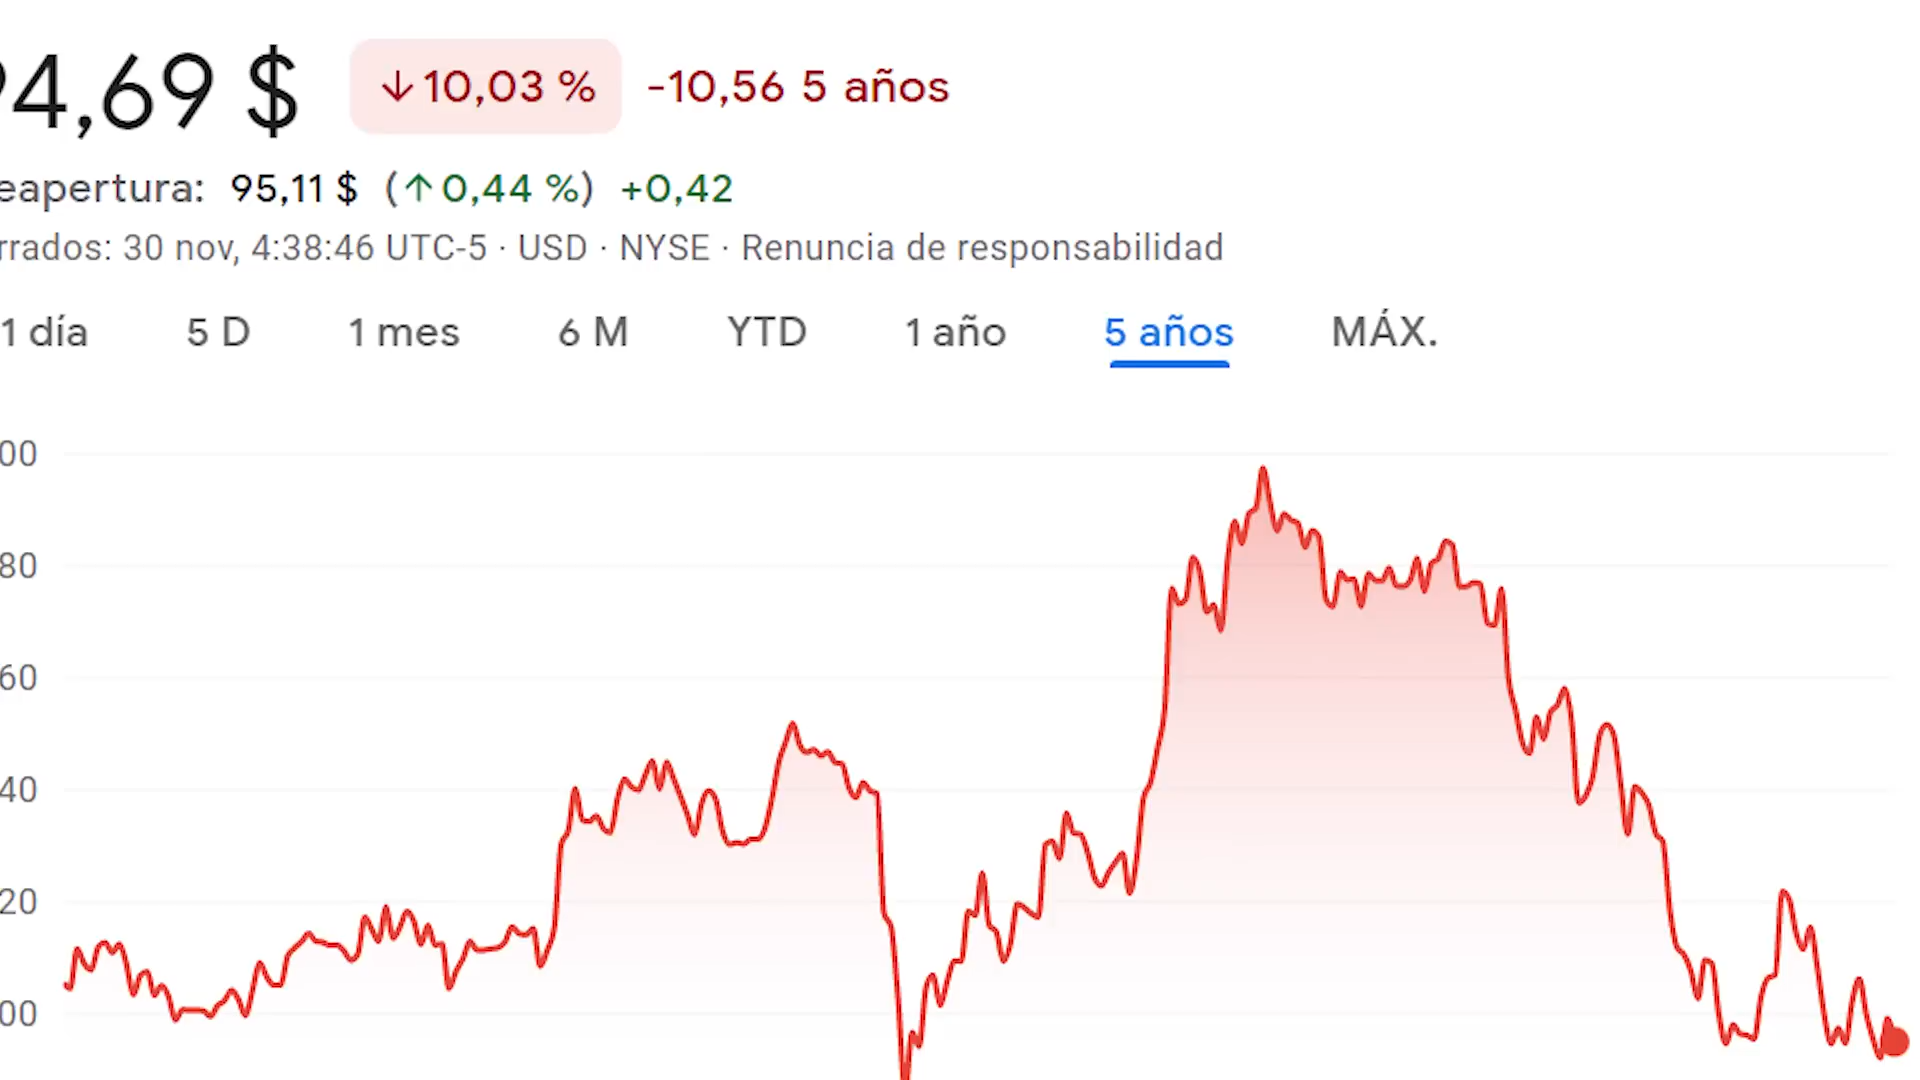 94,69 $ ↓10,03 % -10,56 5 años
eapertura: 95,11 $ (↑0,44 %) +0,42
rrados: 30 nov, 4:38:46 UTC-5 · USD · NYSE · Renuncia de responsabilidad
1 día 5 D 1 mes 6 M YTD 1 año 5 años MÁX.
00
80
60
40
20
00